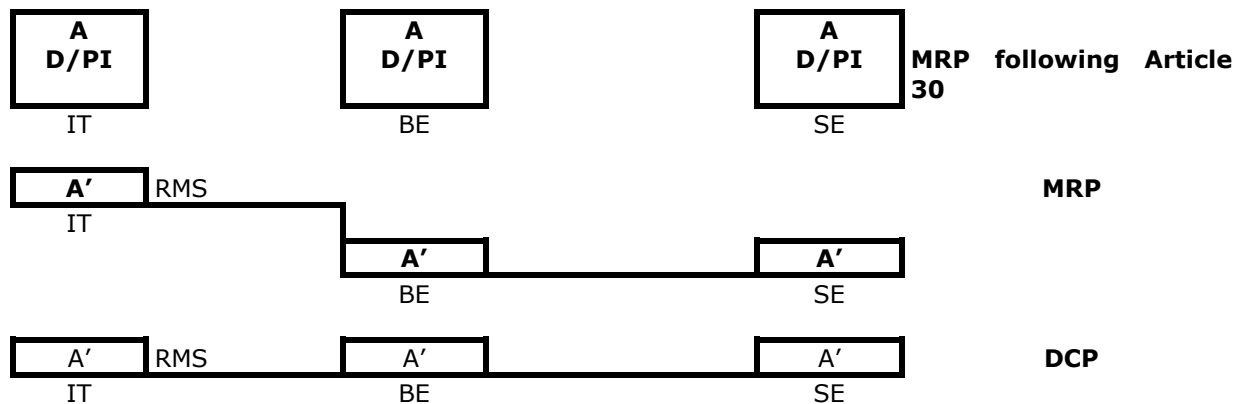 A A A
D/PI D/PI D/PI MRP following Article
30
IT BE SE
A’ RMS MRP
IT
A’ A’
BE SE
A’ RMS A’ A’ DCP
IT BE SE